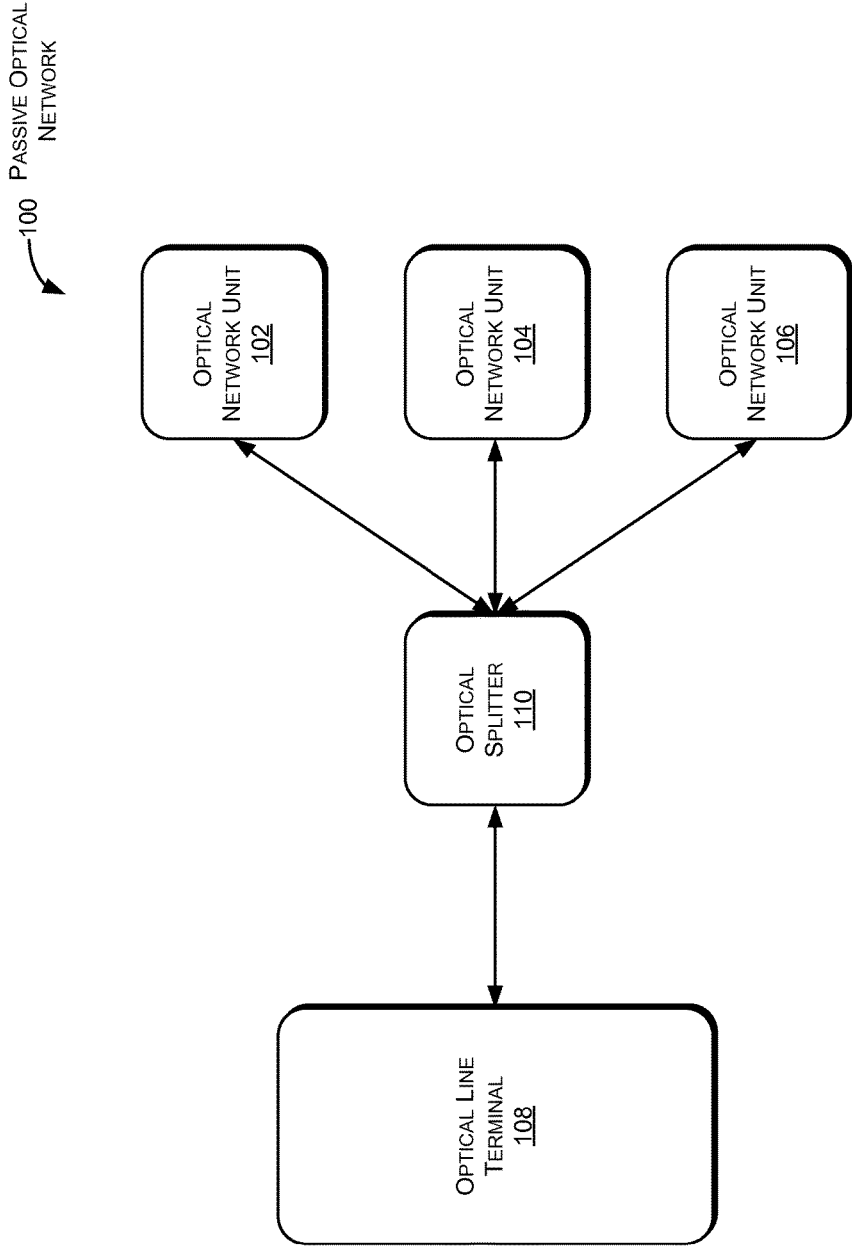 100 PASSIVE OPTICAL
NETWORK
OPTICAL
NETWORK UNIT
102
OPTICAL
NETWORK UNIT
104
OPTICAL
NETWORK UNIT
106
OPTICAL
SPLITTER
110
OPTICAL LINE
TERMINAL
108